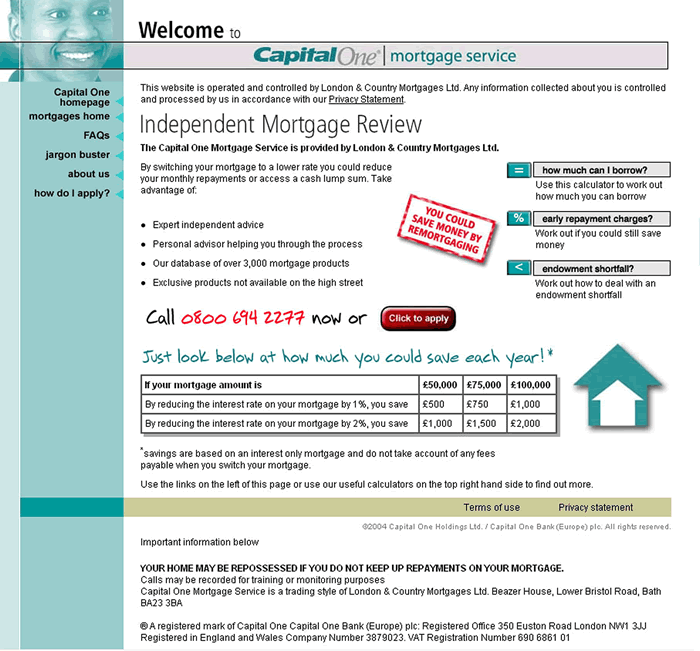 Welcome to
CapitalOne® | mortgage service
Capital One
homepage
mortgages home
FAQs
jargon buster
about us
how do I apply?
This website is operated and controlled by London & Country Mortgages Ltd. Any information collected about you is controlled
and processed by us in accordance with our Privacy Statement.
Independent Mortgage Review
The Capital One Mortgage Service is provided by London & Country Mortgages Ltd.
By switching your mortgage to a lower rate you could reduce
your monthly repayments or access a cash lump sum. Take
advantage of:
● Expert independent advice
● Personal advisor helping you through the process
● Our database of over 3,000 mortgage products
● Exclusive products not available on the high street
YOU COULD
SAVE MONEY BY
REMORTGAGING
= how much can I borrow?
Use this calculator to work out
how much you can borrow
% early repayment charges?
Work out if you could still save
money
< endowment shortfall?
Work out how to deal with an
endowment shortfall
Call 0800 694 2277 now or Click to apply
Just look below at how much you could save each year!*
If your mortgage amount is £50,000 £75,000 £100,000
By reducing the interest rate on your mortgage by 1%, you save £500 £750 £1,000
By reducing the interest rate on your mortgage by 2%, you save £1,000 £1,500 £2,000
*savings are based on an interest only mortgage and do not take account of any fees
payable when you switch your mortgage.
Use the links on the left of this page or use our useful calculators on the top right hand side to find out more.
Terms of use Privacy statement
©2004 Capital One Holdings Ltd. / Capital One Bank (Europe) plc. All rights reserved.
Important information below
YOUR HOME MAY BE REPOSSESSED IF YOU DO NOT KEEP UP REPAYMENTS ON YOUR MORTGAGE.
Calls may be recorded for training or monitoring purposes
Capital One Mortgage Service is a trading style of London & Country Mortgages Ltd. Beazer House, Lower Bristol Road, Bath
BA23 3BA
® A registered mark of Capital One Capital One Bank (Europe) plc: Registered Office 350 Euston Road London NW1 3JJ
Registered in England and Wales Company Number 3879023. VAT Registration Number 690 6861 01